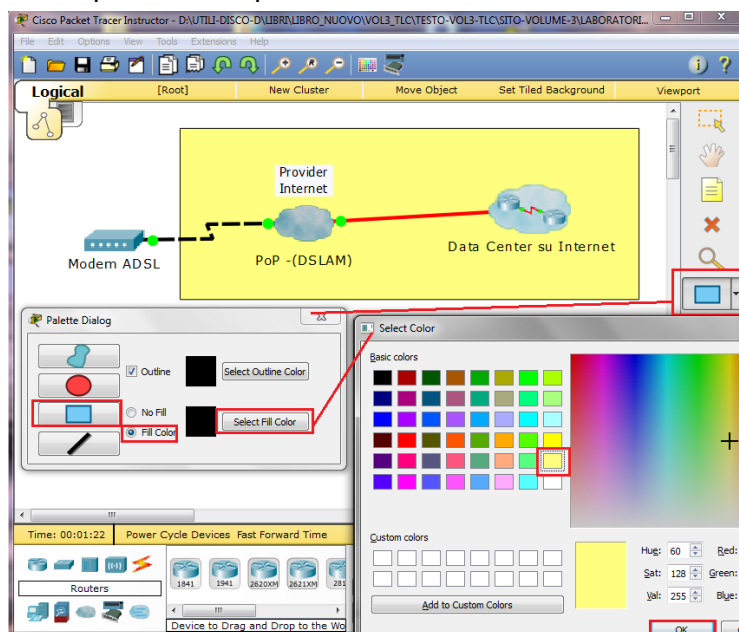 Cisco Packet Tracer Instructor - D:\UTILI-DISCO-D\LIBRI\LIBRO_NUOVO\VOL3_TLC\TESTO-VOL3-TLC\SITO-VOLUME-3\LABORATORI...
File Edit Options View Tools Extensions Help
Logical [Root] New Cluster Move Object Set Tiled Background Viewport
Provider
Internet
Modem ADSL
PoP -(DSLAM)
Data Center su Internet
Palette Dialog
Outline
Select Outline Color
No Fill
Fill Color
Select Fill Color
Select Color
Basic colors
Custom colors
Add to Custom Colors
Hue: 60 Red:
Sat: 128 Green:
Val: 255 Blue:
OK
Time: 00:01:22 Power Cycle Devices Fast Forward Time
Routers
1841 1941 2620XM 2621XM 281
Device to Drag and Drop to the Wo